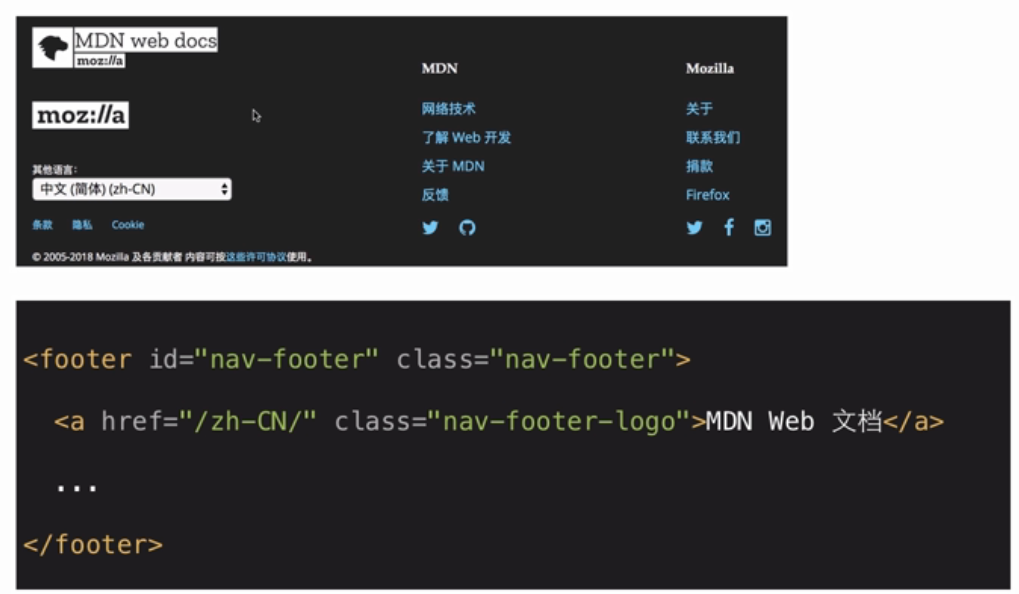 MDN web docs
moz://a
moz://a
其他语言:
中文 (简体) (zh-CN)
条款 隐私 Cookie
© 2005-2018 Mozilla 及各贡献者 内容可按这些许可协议使用。
MDN
网络技术
了解 Web 开发
关于 MDN
反馈
Mozilla
关于
联系我们
捐款
Firefox
<footer id="nav-footer" class="nav-footer">
<a href="/zh-CN/" class="nav-footer-logo">MDN Web 文档</a>
...
</footer>